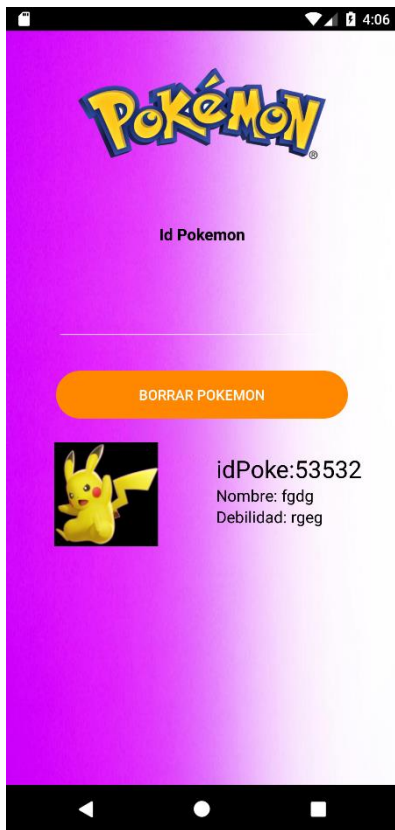 4:06
POKéMON
®
Id Pokemon
BORRAR POKEMON
idPoke:53532
Nombre: fgdg
Debilidad: rgeg